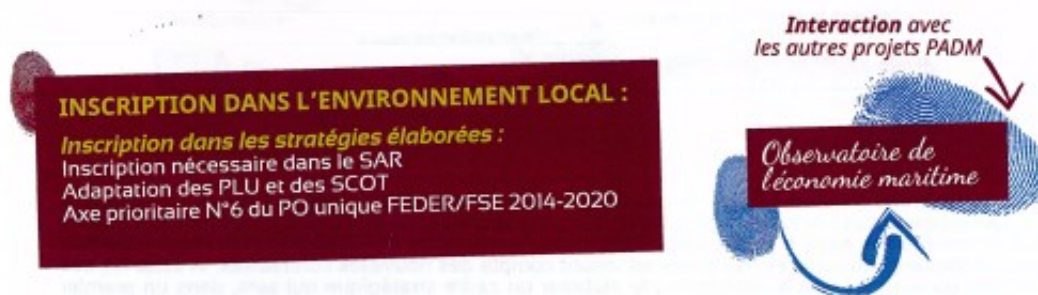 INSCRIPTION DANS L'ENVIRONNEMENT LOCAL :
Inscription dans les stratégies élaborées :
Inscription nécessaire dans le SAR
Adaptation des PLU et des SCOT
Axe prioritaire N°6 du PO unique FEDER/FSE 2014-2020
Interaction avec
les autres projets PADM
Observatoire de
l'économie maritime